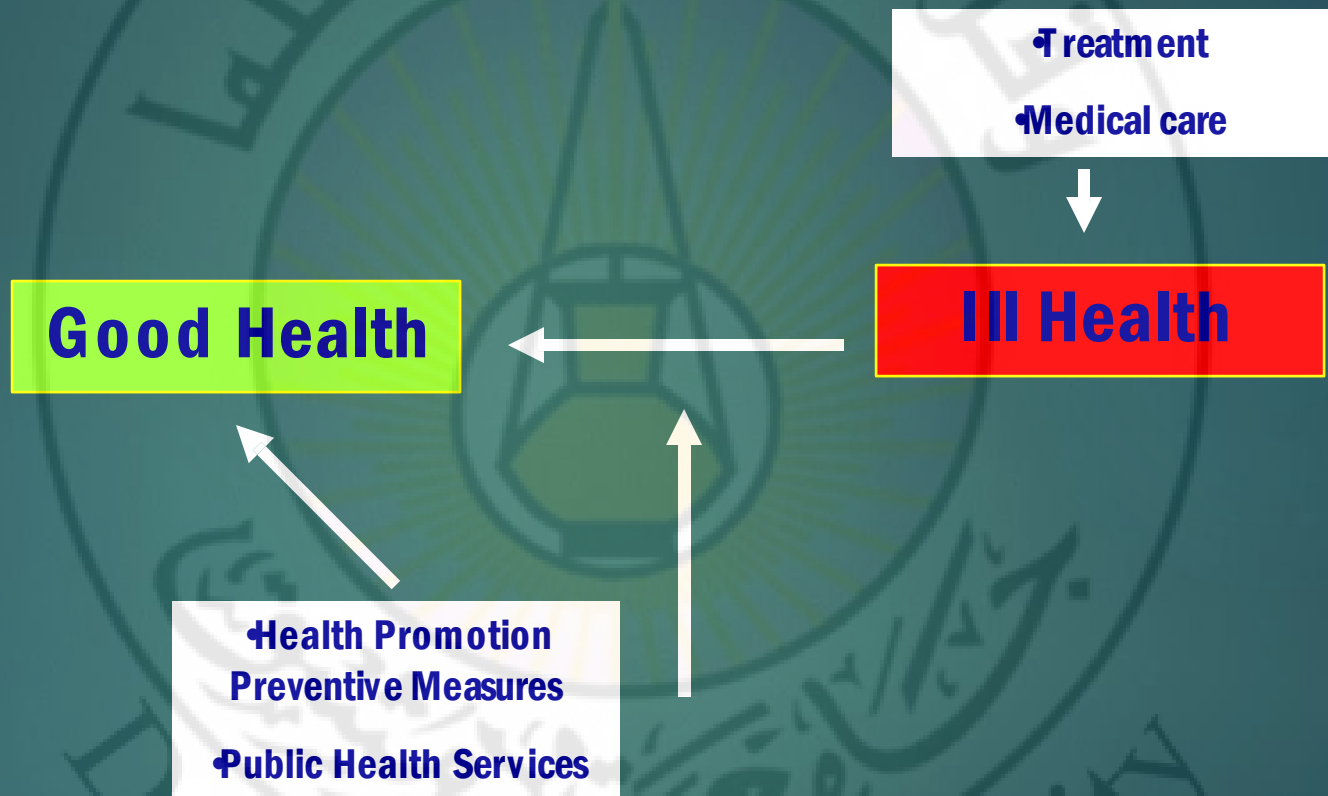 •Treatment
•Medical care
Good Health
Ill Health
•Health Promotion
Preventive Measures
•Public Health Services